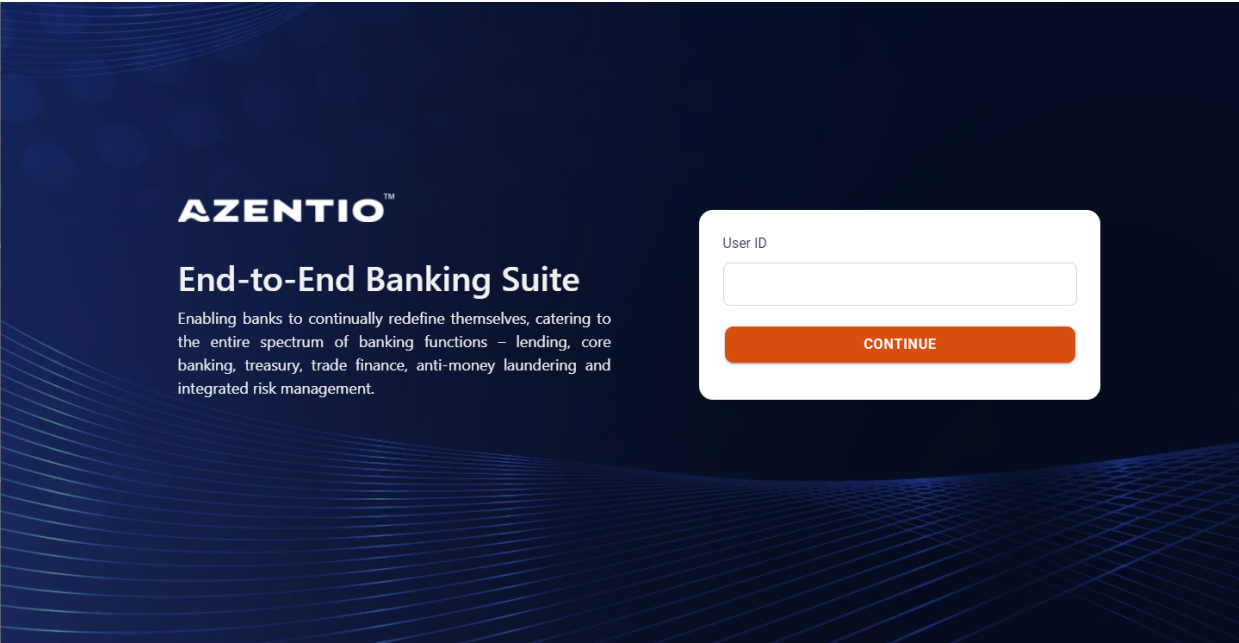 AZENTIO™
End-to-End Banking Suite
Enabling banks to continually redefine themselves, catering to
the entire spectrum of banking functions – lending, core
banking, treasury, trade finance, anti-money laundering and
integrated risk management.
User ID
CONTINUE